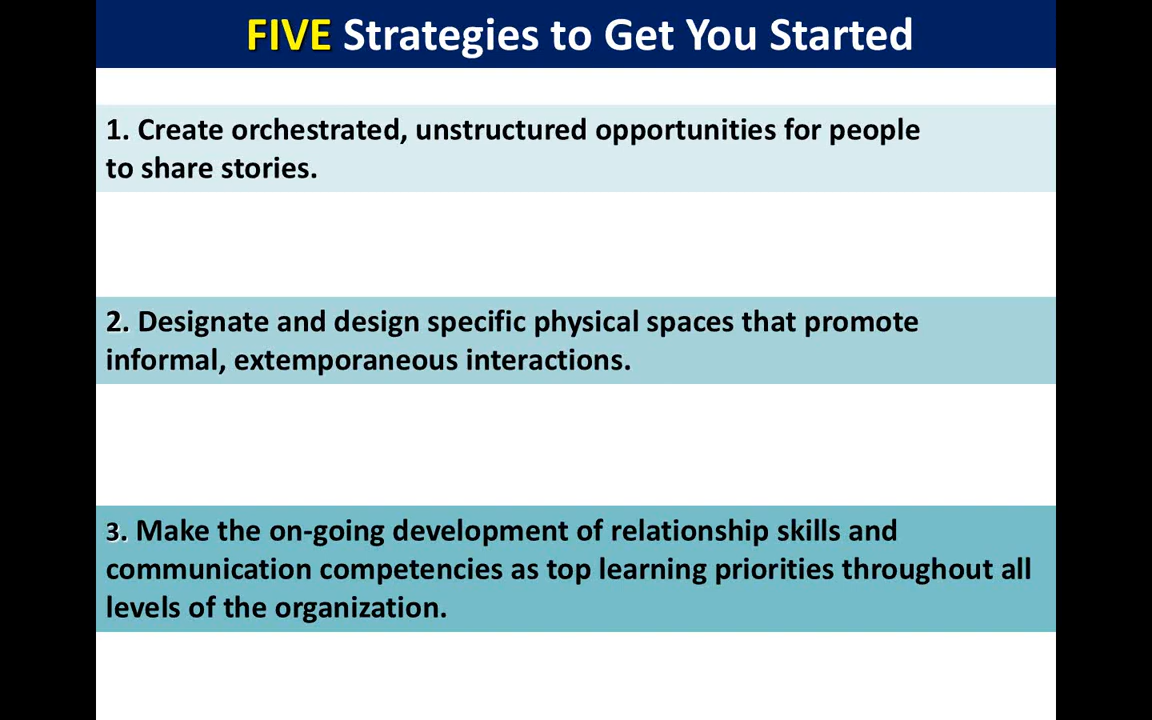 FIVE Strategies to Get You Started
1. Create orchestrated, unstructured opportunities for people
to share stories.
2. Designate and design specific physical spaces that promote
informal, extemporaneous interactions.
3. Make the on-going development of relationship skills and
communication competencies as top learning priorities throughout all
levels of the organization.